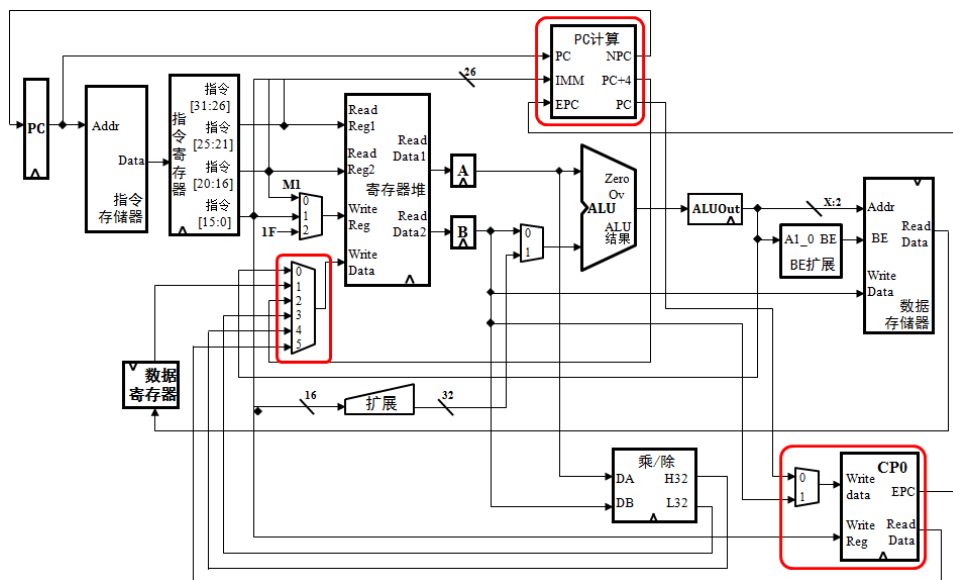 PC计算
PC NPC
IMM PC+4
EPC PC
26
PC
Addr
Data
指令
存储器
指令寄存器
指令
[31:26]
指令
[25:21]
指令
[20:16]
指令
[15:0]
M1
0
1
2
1F
Read
Reg1
Read
Reg2
Write
Reg
Write
Data
Read
Data1
Read
Data2
寄存器堆
A
B
0
1
Zero
Ov
ALU
ALU
结果
ALUOut
X:2
A1_0 BE
BE扩展
Addr
BE
Write
Data
Read
Data
数据
存储器
0
1
2
3
4
5
数据
寄存器
16
扩展
32
乘/除
DA H32
DB L32
0
1
CP0
Write
data
EPC
Write
Reg
Read
Data